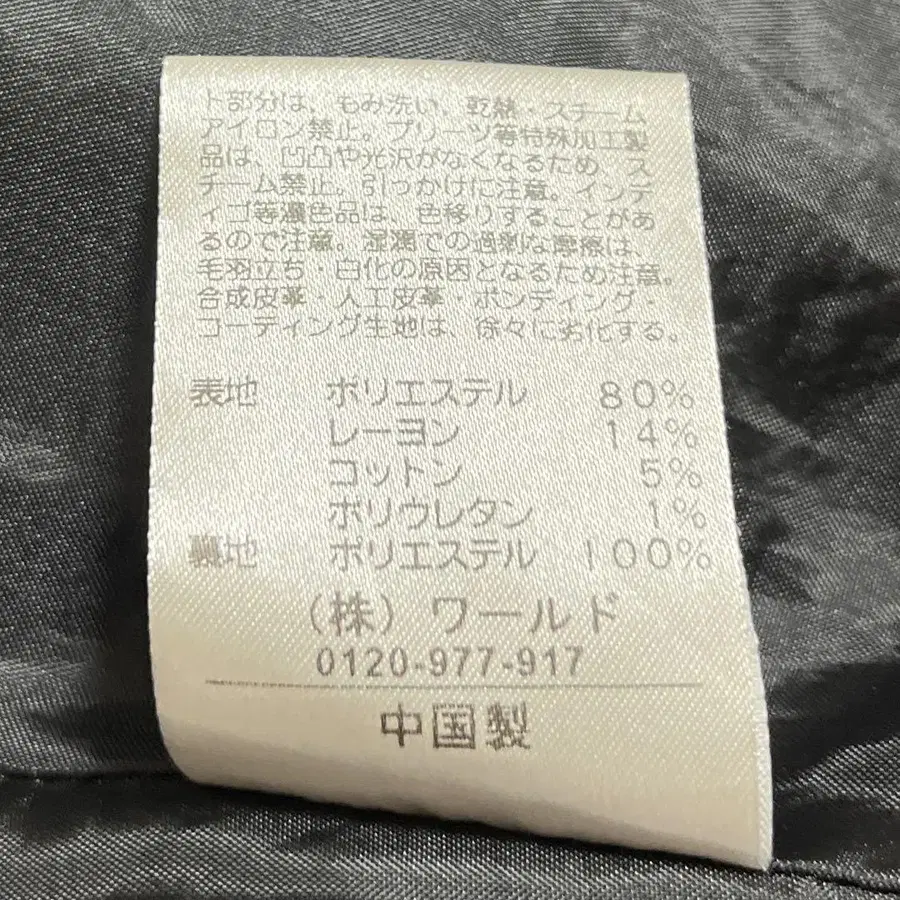 ト部分は、もみ洗い、乾熱・スチーム
アイロン禁止。プリーツ等特殊加工製
品は、凹凸や光沢がなくなるため、ス
チーム禁止。引っかけに注意。インデ
ィゴ等濃色品は、色移りすることがあ
るので注意。湿潤での過剰な摩擦は、
毛羽立ち・白化の原因となるため注意。
合成皮革・人工皮革・ボンディング・
コーティング生地は、徐々に劣化する。
表地 ポリエステル 80%
レーヨン 14%
コットン 5%
ポリウレタン 1%
裏地 ポリエステル 100%
(株)ワールド
0120-977-917
中国製